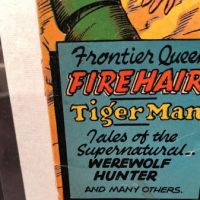 Frontier Queen
FIREHAIR
Tiger Man
Tales of the
Supernatural..
WEREWOLF
HUNTER
AND MANY OTHERS.